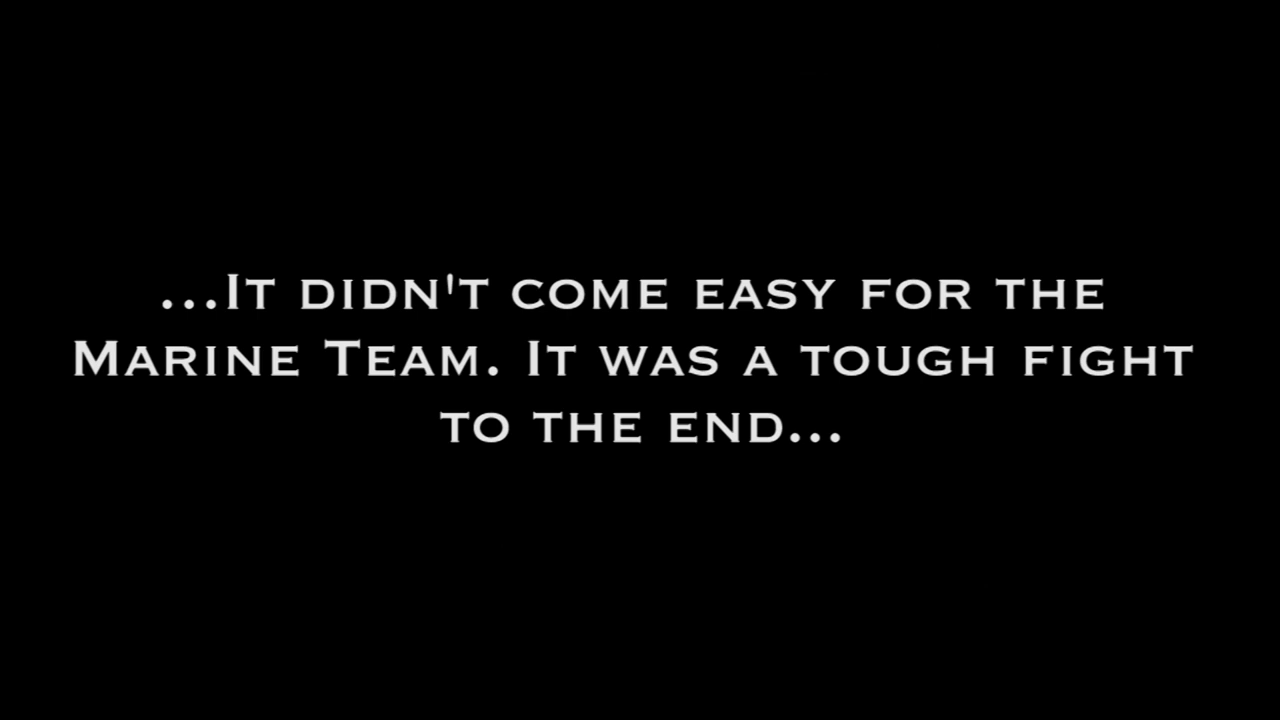 ...It didn't come easy for the
Marine Team. It was a tough fight
to the end...